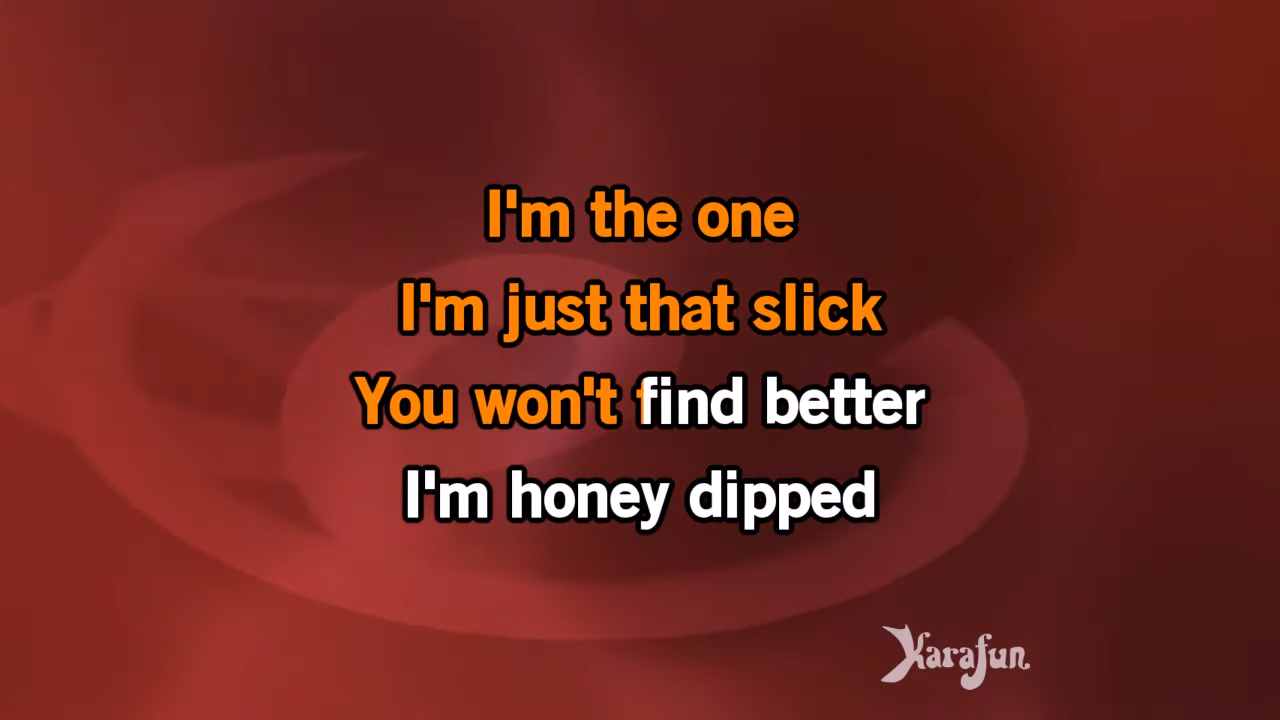 I'm the one
I'm just that slick
You won't find better
I'm honey dipped
Karafun